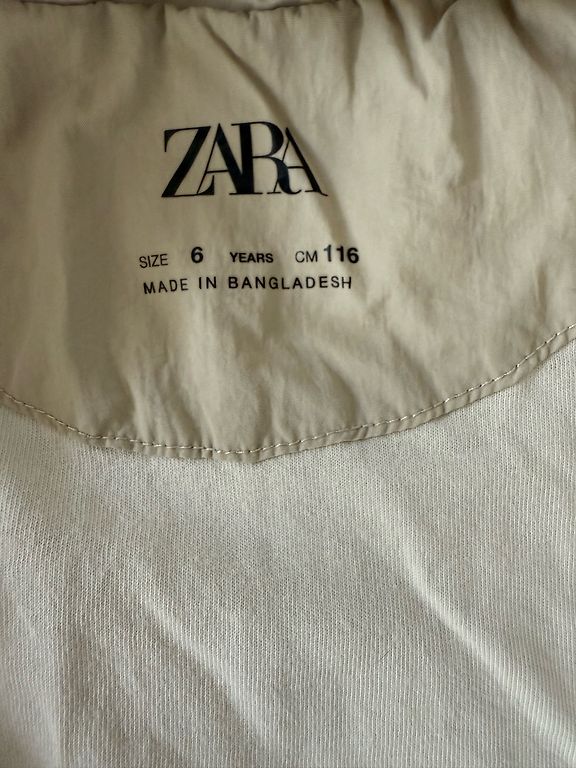 ZARA
SIZE 6 YEARS CM 116
MADE IN BANGLADESH